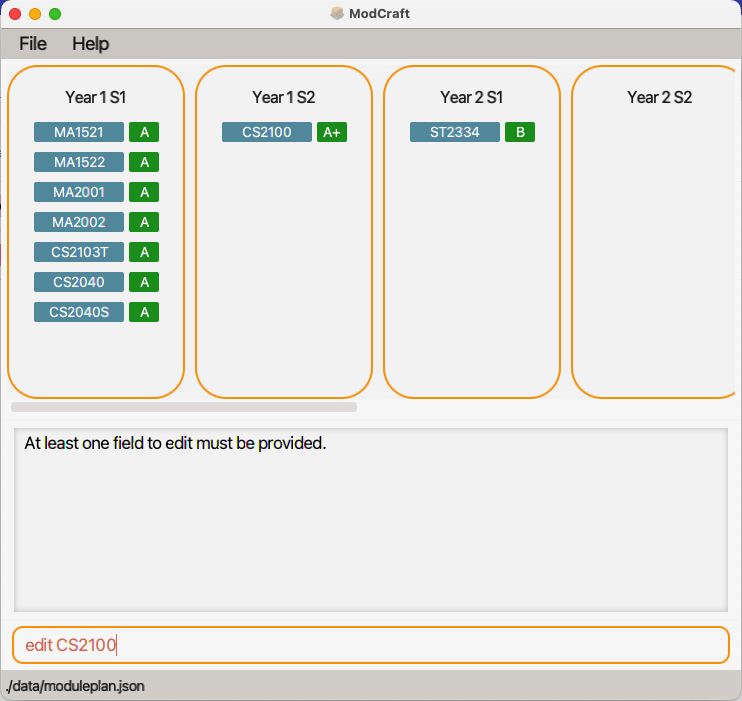 ModCraft
File Help
Year 1 S1
MA1521 A
MA1522 A
MA2001 A
MA2002 A
CS2103T A
CS2040 A
CS2040S A
Year 1 S2
CS2100 A+
Year 2 S1
ST2334 B
Year 2 S2
At least one field to edit must be provided.
edit CS2100
./data/moduleplan.json